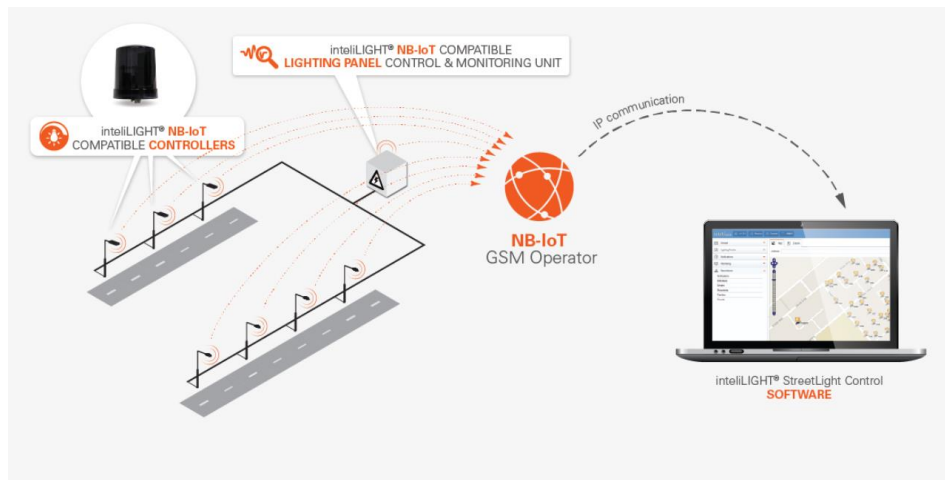 inteliLIGHT® NB-IoT COMPATIBLE
LIGHTING PANEL CONTROL & MONITORING UNIT
inteliLIGHT® NB-IoT
COMPATIBLE CONTROLLERS
IP communication
NB-IoT
GSM Operator
inteliLIGHT® StreetLight Control
SOFTWARE